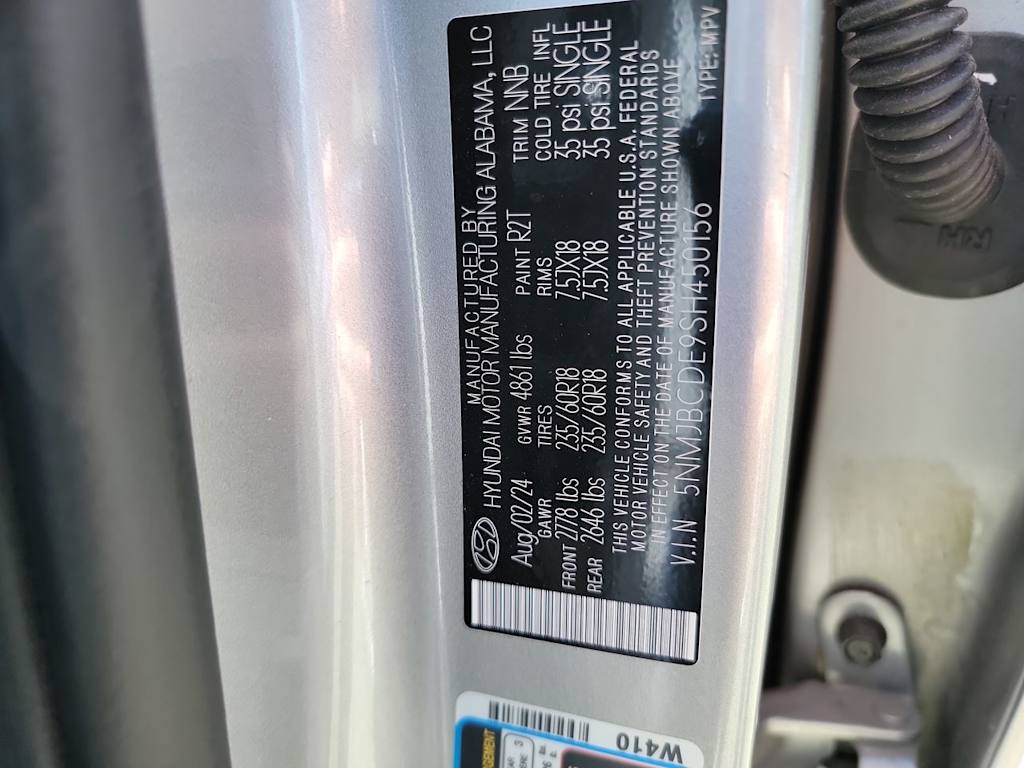 MANUFACTURED BY
HYUNDAI MOTOR MANUFACTURING ALABAMA, LLC
Aug/02/24 GVWR 4861 lbs PAINT R2T TRIM NNB
GAWR TIRES RIMS COLD TIRE INFL
FRONT 2778 lbs 235/60R18 7.5JX18 35 psi SINGLE
REAR 2646 lbs 235/60R18 7.5JX18 35 psi SINGLE
THIS VEHICLE CONFORMS TO ALL APPLICABLE U.S.A. FEDERAL
MOTOR VEHICLE SAFETY AND THEFT PREVENTION STANDARDS
IN EFFECT ON THE DATE OF MANUFACTURE SHOWN ABOVE
V.I.N 5NMJBCDE9SH450156 TYPE: MPV
W410
RH